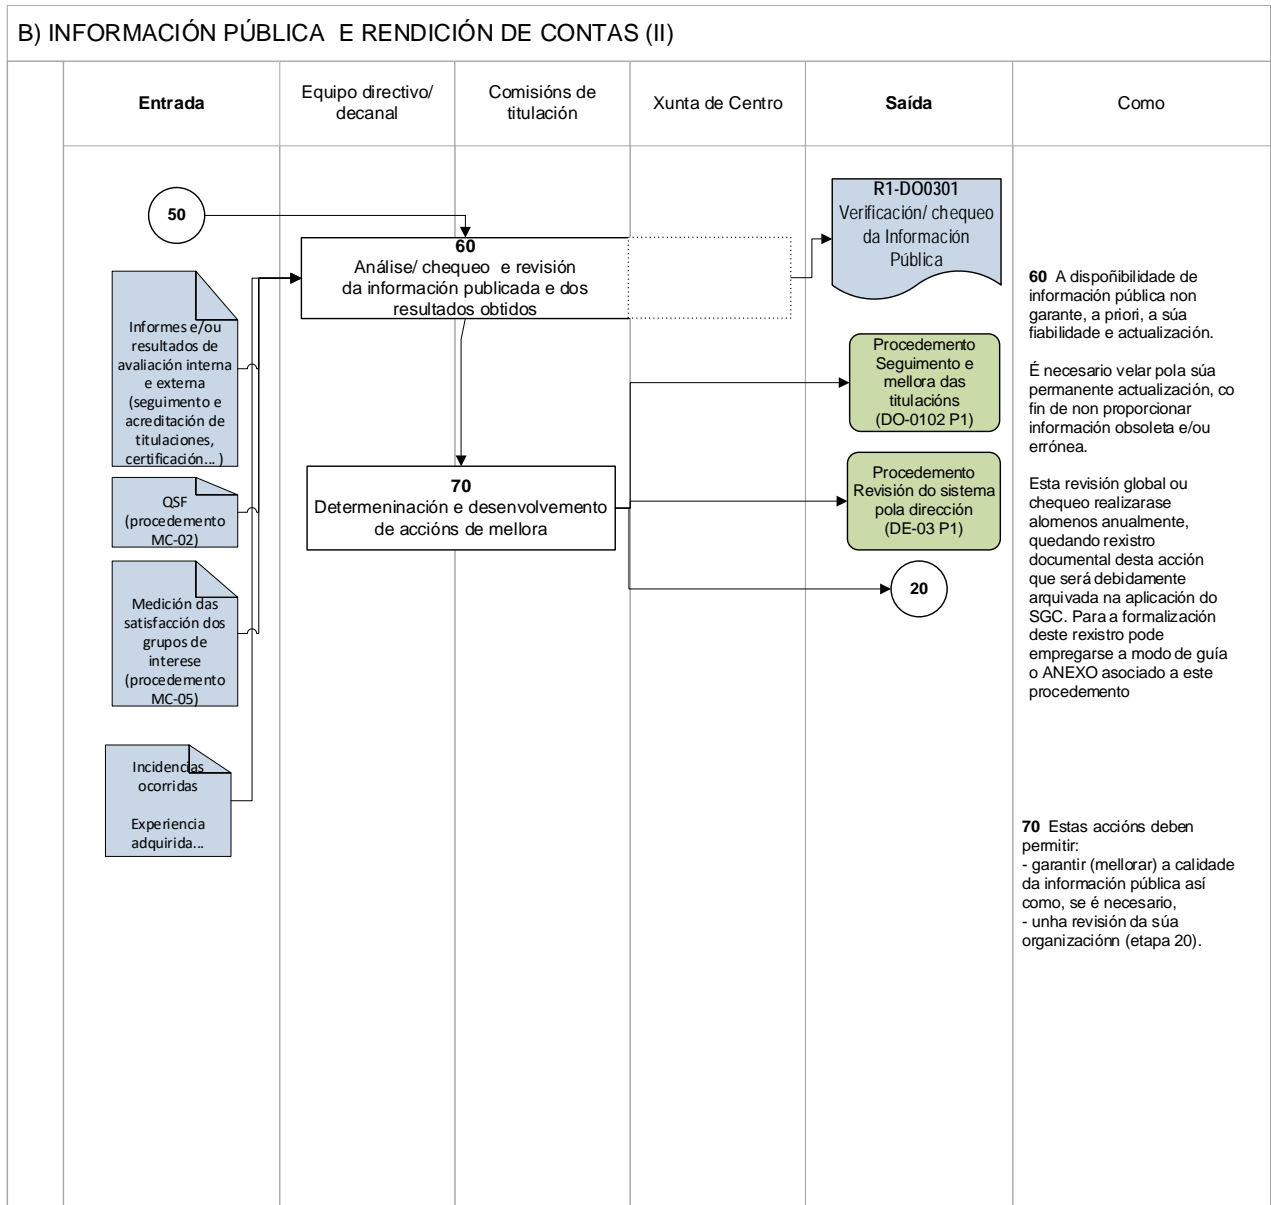 B) INFORMACIÓN PÚBLICA E RENDICIÓN DE CONTAS (II)
Entrada
Equipo directivo/
decanal
Comisións de
titulación
Xunta de Centro
Saída
Como
50
60
Análise/ chequeo e revisión
da información publicada e dos
resultados obtidos
R1-DO0301
Verificación/ chequeo
da Información
Pública
Informes e/ou
resultados de
avaliación interna
e externa
(seguimento e
acreditación de
titulaciones,
certificación... )
QSF
(procedemento
MC-02)
Medición das
satisfacción dos
grupos de
interese
(procedemento
MC-05)
Incidencias
ocorridas
Experiencia
adquirida...
70
Determeninación e desenvolvemento
de accións de mellora
Procedemento
Seguimento e
mellora das
titulacións
(DO-0102 P1)
Procedemento
Revisión do sistema
pola dirección
(DE-03 P1)
20
60 A dispoñibilidade de
información pública non
garante, a priori, a súa
fiabilidade e actualización.
É necesario velar pola súa
permanente actualización, co
fin de non proporcionar
información obsoleta e/ou
errónea.
Esta revisión global ou
chequeo realizarase
alomenos anualmente,
quedando rexistro
documental desta acción
que será debidamente
arquivada na aplicación do
SGC. Para a formalización
deste rexistro pode
empregarse a modo de guía
o ANEXO asociado a este
procedemento
70 Estas accións deben
permitir:
- garantir (mellorar) a calidade
da información pública así
como, se é necesario,
- unha revisión da súa
organizaciónn (etapa 20).